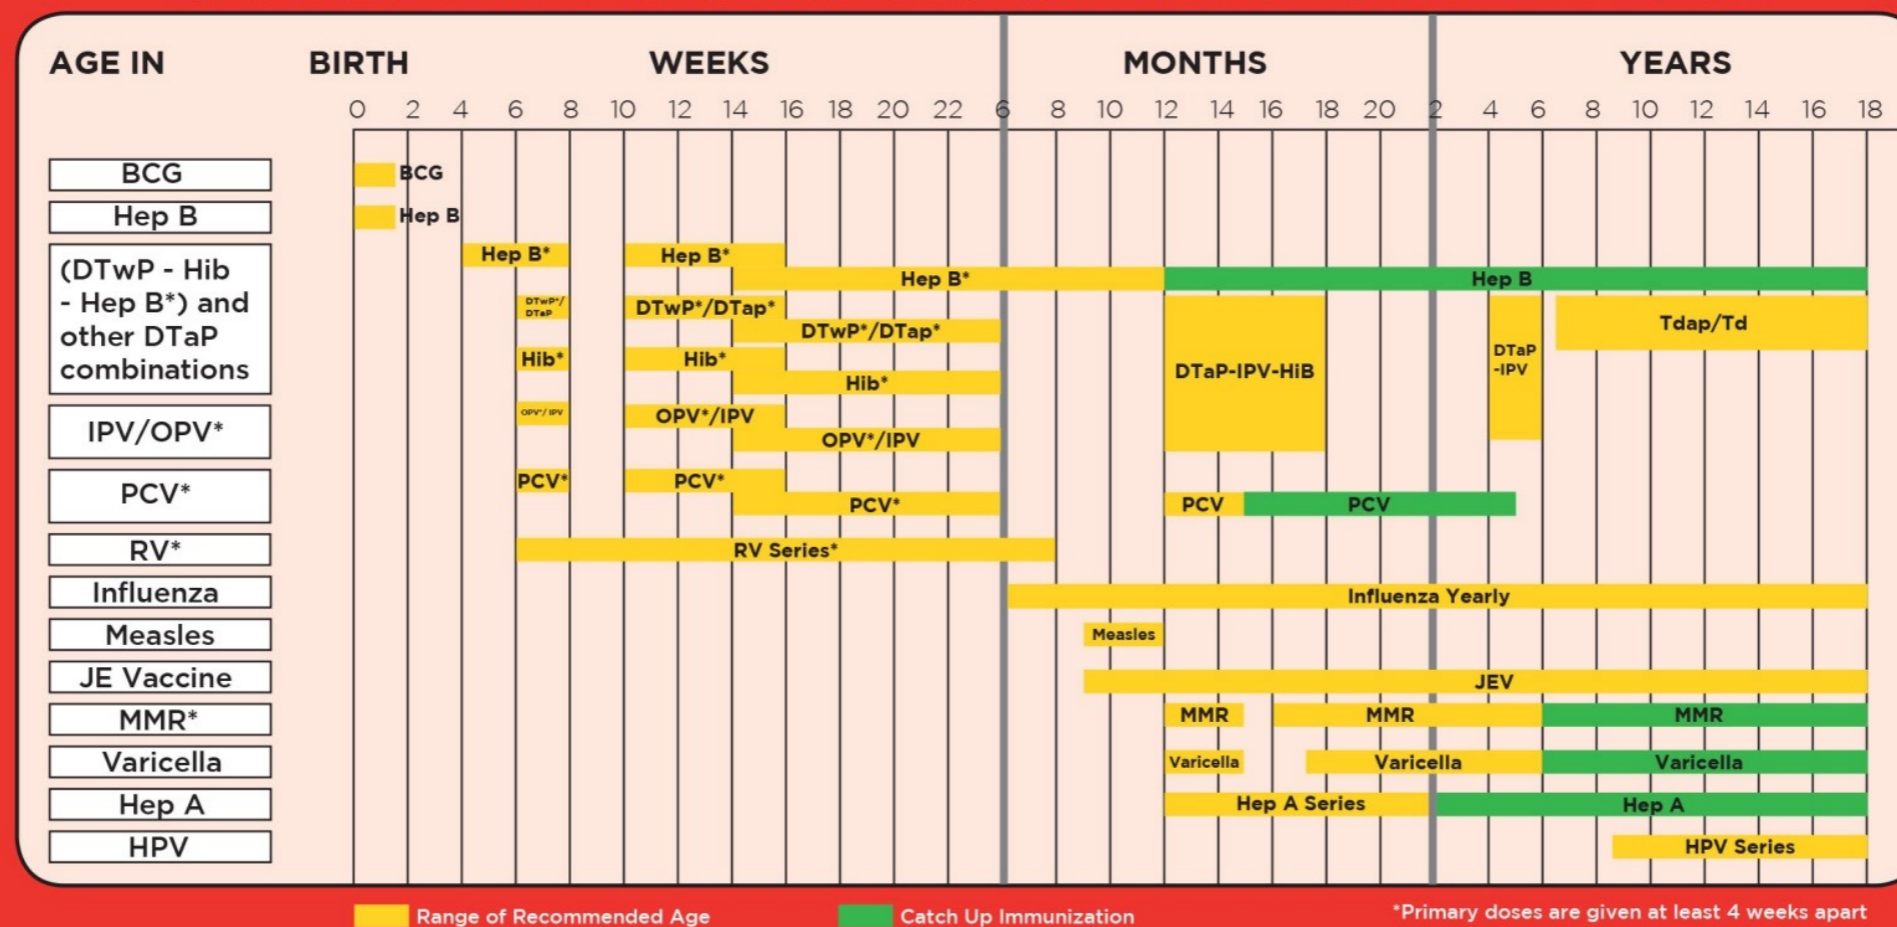 AGE IN BIRTH WEEKS MONTHS YEARS
0 2 4 6 8 10 12 14 16 18 20 22 6 8 10 12 14 16 18 20 2 4 6 8 10 12 14 16 18
BCG
BCG
Hep B
Hep B
(DTwP - Hib
- Hep B*) and
other DTaP
combinations
Hep B* Hep B*
Hep B* Hep B
DTwP*/
DTaP
DTwP*/DTap*
DTwP*/DTap*
Hib* Hib*
Hib*
DTaP-IPV-HiB
DTaP
-IPV
Tdap/Td
IPV/OPV*
OPV*/ IPV
OPV*/IPV
OPV*/IPV
PCV*
PCV* PCV*
PCV* PCV PCV
RV*
RV Series*
Influenza
Influenza Yearly
Measles
Measles
JE Vaccine
JEV
MMR*
MMR MMR MMR
Varicella
Varicella Varicella Varicella
Hep A
Hep A Series Hep A
HPV
HPV Series
Range of Recommended Age
Catch Up Immunization
*Primary doses are given at least 4 weeks apart